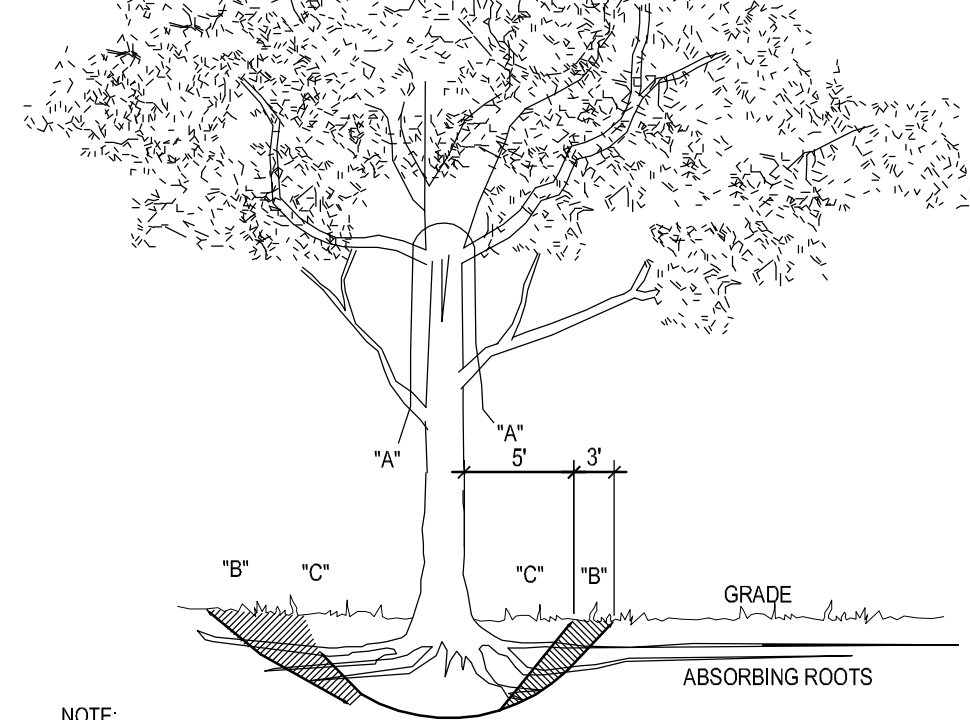 "A"
"A"
5'
3'
"B"
"C"
"C"
"B"
GRADE
ABSORBING ROOTS
NOTE: